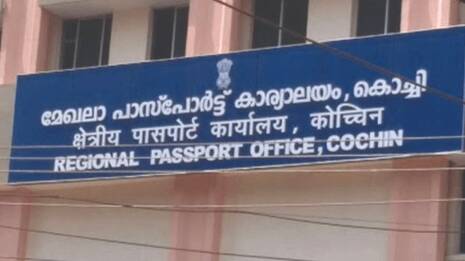 മേഖലാ പാസ്പോർട്ട് കാര്യാലയം, കൊച്ചി
क्षेत्रीय पासपोर्ट कार्यालय, कोच्चिन
REGIONAL PASSPORT OFFICE, COCHIN